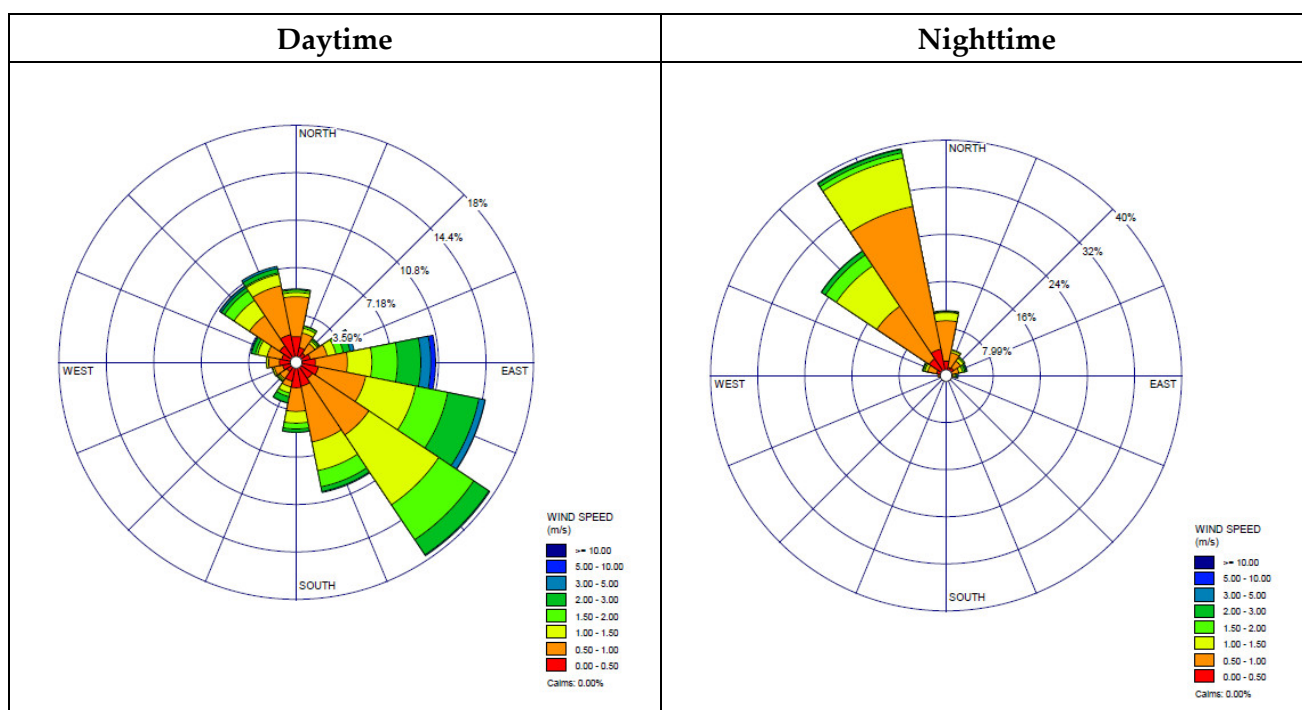 Daytime
Nighttime
NORTH
18%
14.4%
10.8%
7.18%
3.59%
WEST
EAST
SOUTH
WIND SPEED
(m/s)
>= 10.00
5.00 - 10.00
3.00 - 5.00
2.00 - 3.00
1.50 - 2.00
1.00 - 1.50
0.50 - 1.00
0.00 - 0.50
Calms: 0.00%
NORTH
40%
32%
24%
16%
7.99%
WEST
EAST
SOUTH
WIND SPEED
(m/s)
>= 10.00
5.00 - 10.00
3.00 - 5.00
2.00 - 3.00
1.50 - 2.00
1.00 - 1.50
0.50 - 1.00
0.00 - 0.50
Calms: 0.00%